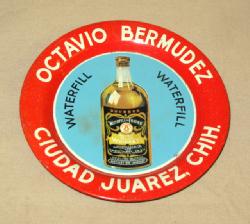 OCTAVIO BERMUDEZ
WATERFILL
WATERFILL
CIUDAD JUAREZ, CHIH.